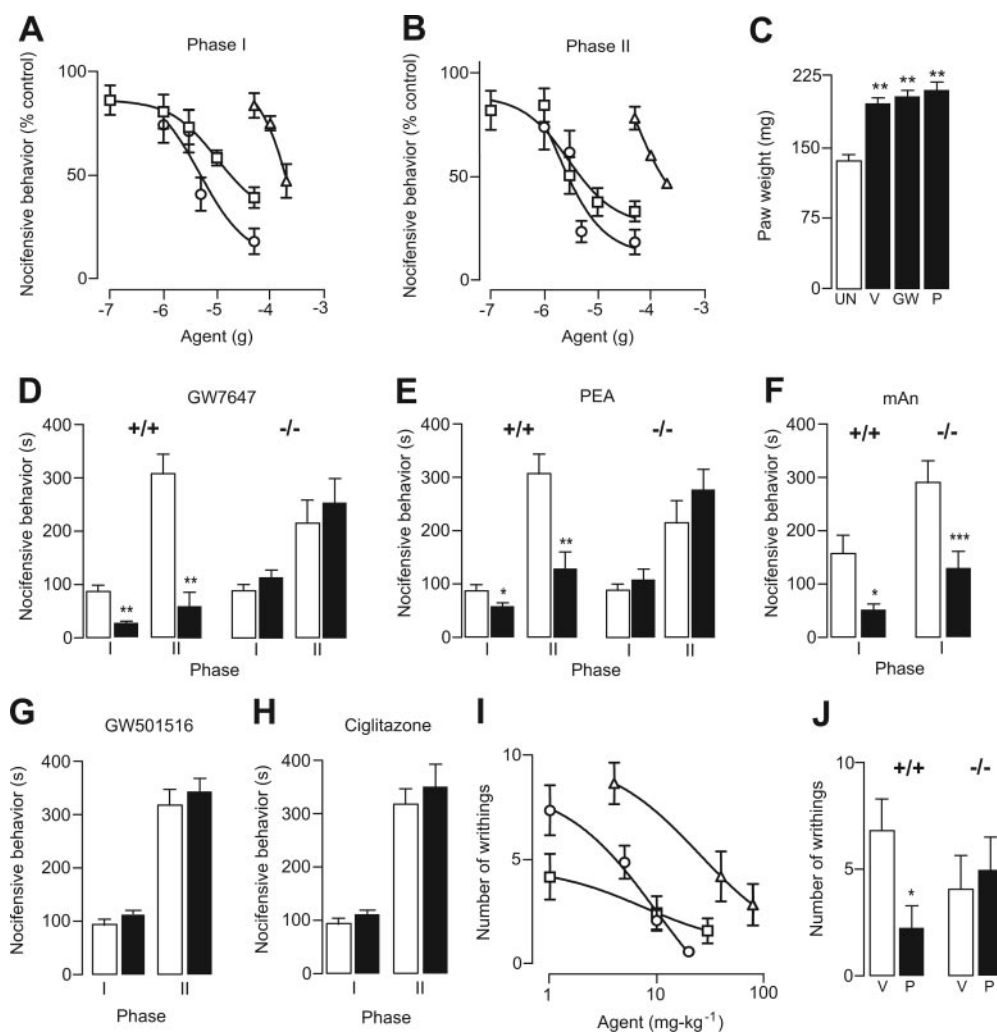 A
Phase I
Nocifensive behavior (% control)
100
50
0
-7 -6 -5 -4 -3
Agent (g)
B
Phase II
Nocifensive behavior (% control)
100
50
0
-7 -6 -5 -4 -3
Agent (g)
C
Paw weight (mg)
225
150
75
0
** ** **
UN V GW P
D
GW7647
+/+ -/-
Nocifensive behavior (s)
400
300
200
100
0
** **
I II I II
Phase
E
PEA
+/+ -/-
Nocifensive behavior (s)
400
300
200
100
0
* **
I II I II
Phase
F
mAn
+/+ -/-
Nocifensive behavior (s)
400
300
200
100
0
* ***
I I
Phase
G
GW501516
Nocifensive behavior (s)
400
300
200
100
0
I II
Phase
H
Ciglitazone
Nocifensive behavior (s)
400
300
200
100
0
I II
Phase
I
Number of writhings
10
5
0
1 10 100
Agent (mg-kg⁻¹)
J
+/+ -/-
Number of writhings
10
5
0
*
V P V P